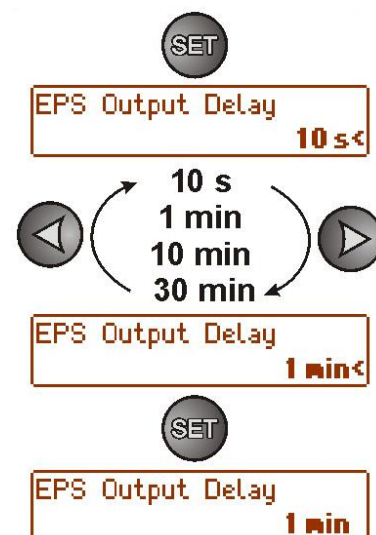 SET
EPS Output Delay
10 s<
10 s
1 min
10 min
30 min
EPS Output Delay
1 min<
SET
EPS Output Delay
1 min